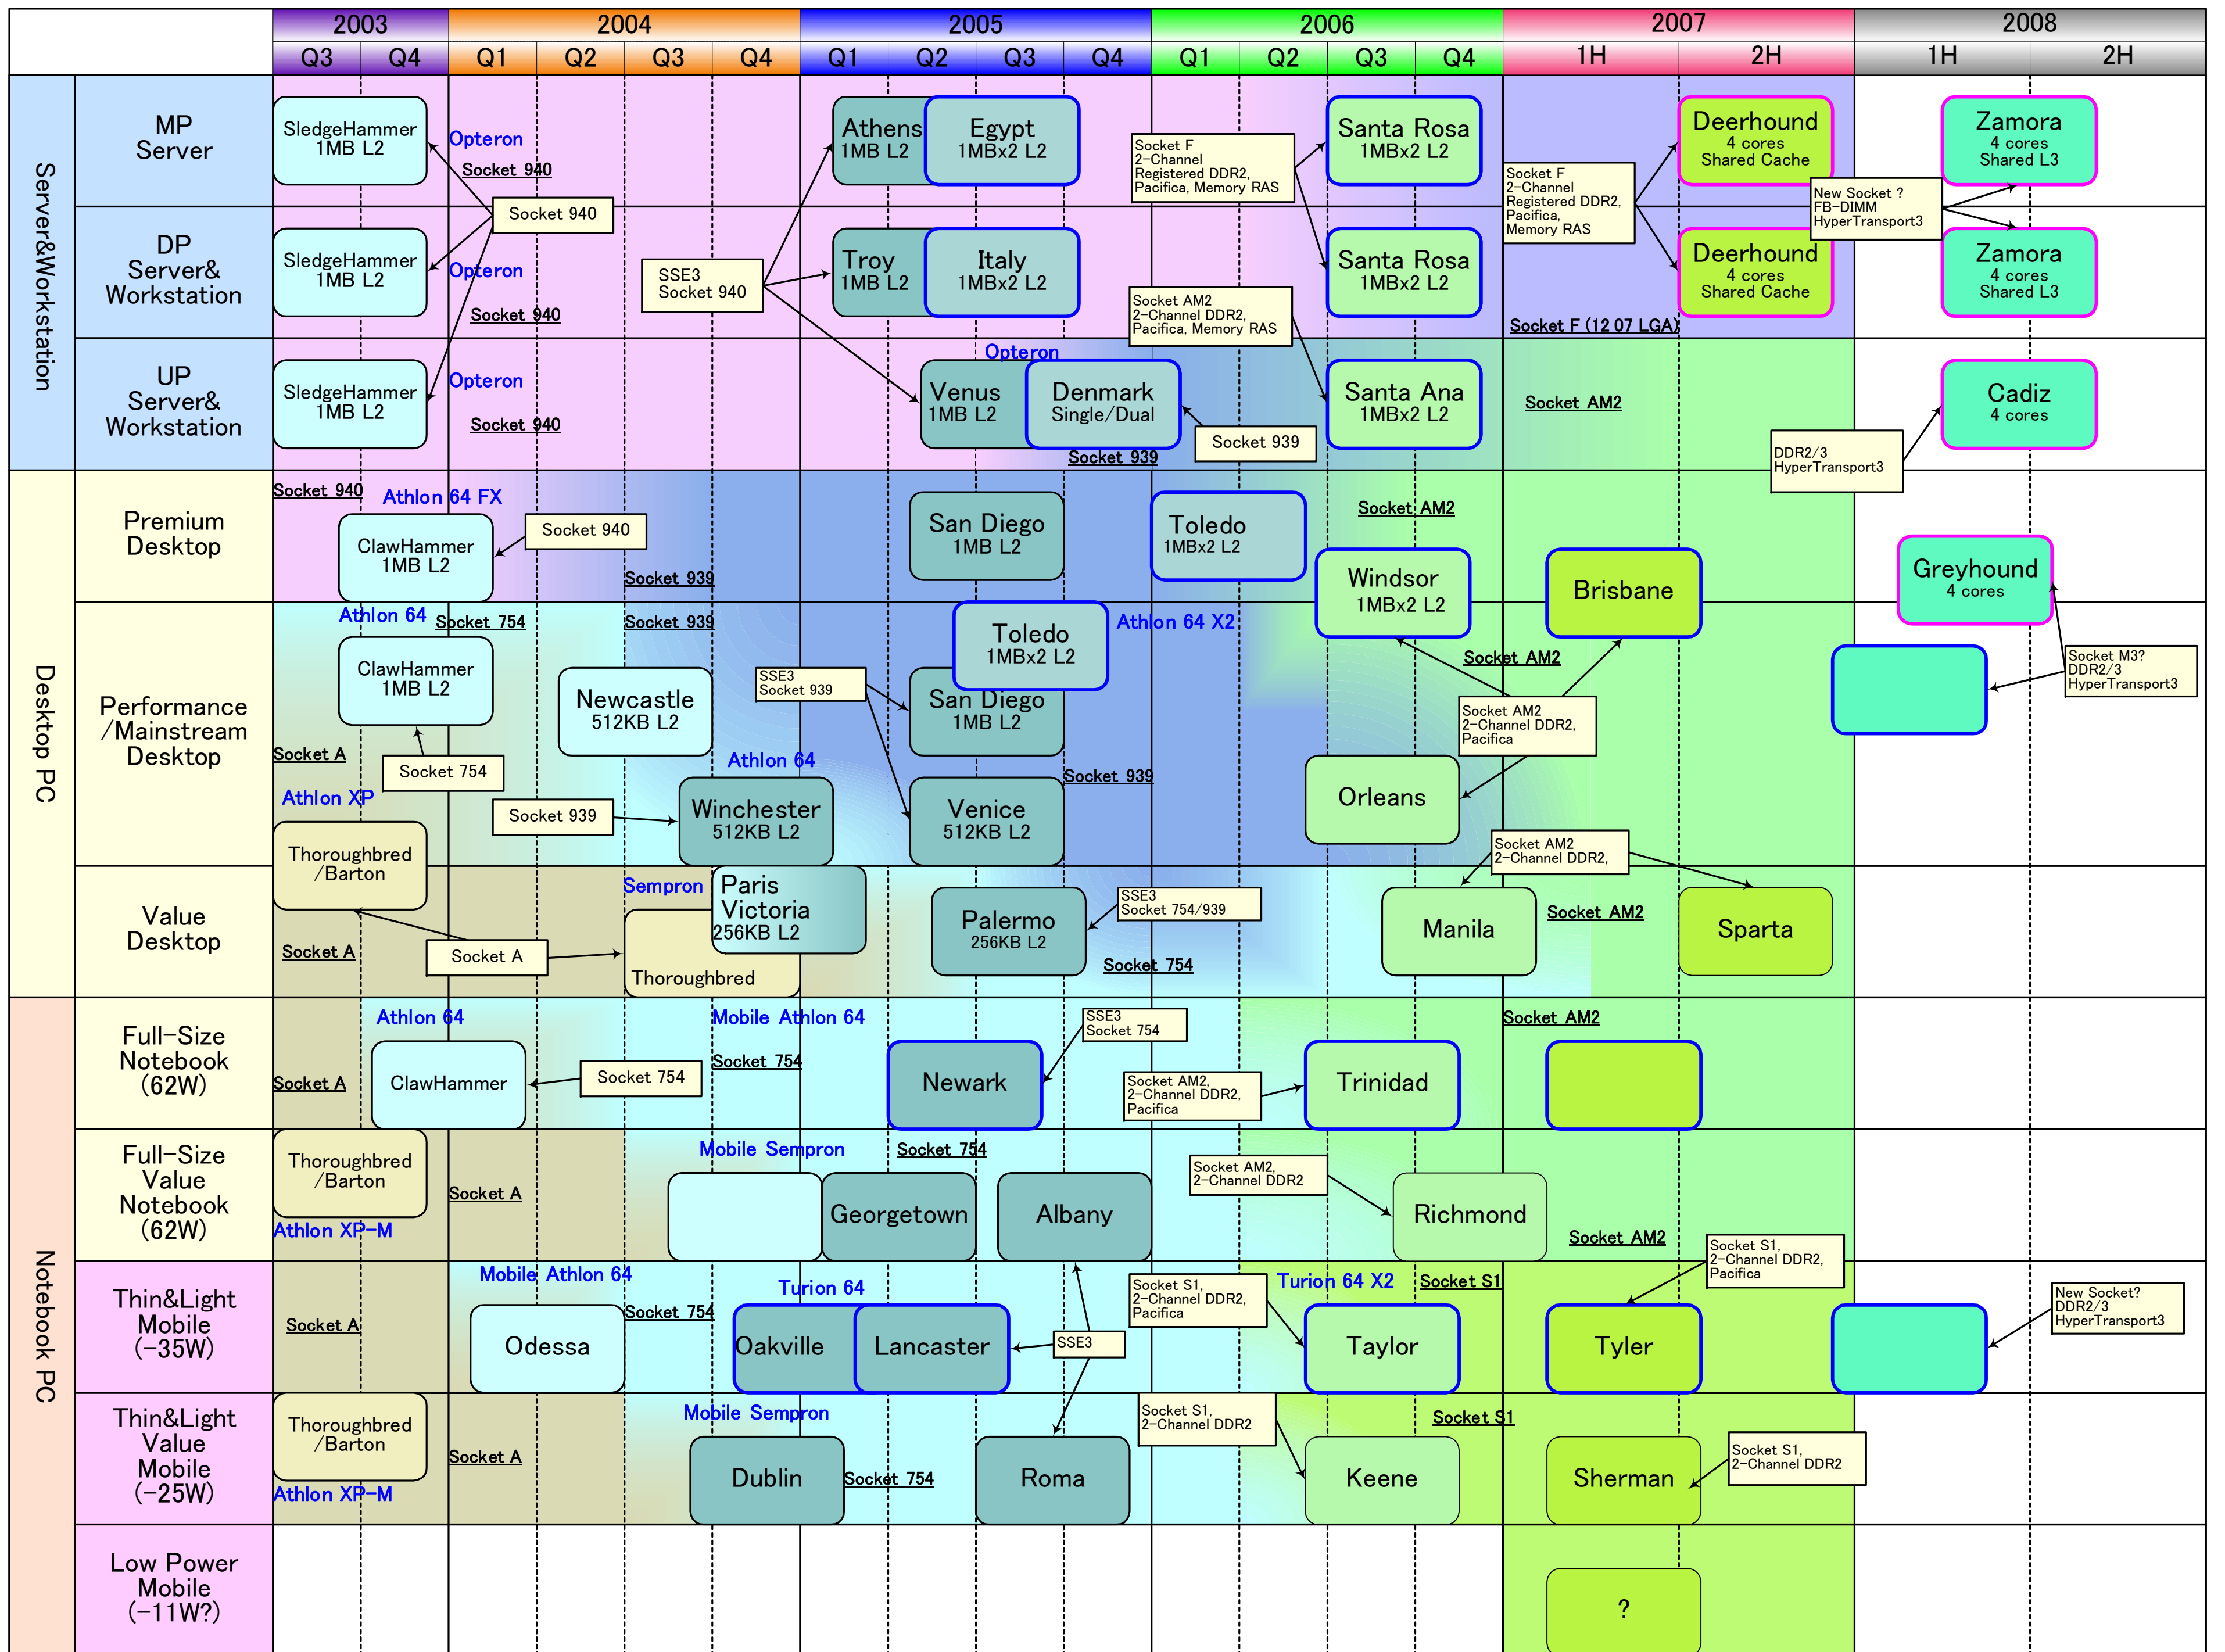 2003
2004
2005
2006
2007
2008
Q3
Q4
Q1
Q2
Q3
Q4
Q1
Q2
Q3
Q4
Q1
Q2
Q3
Q4
1H
2H
1H
2H
Server&Workstation
MP
Server
SledgeHammer
1MB L2
Opteron
Socket 940
Athens
1MB L2
Egypt
1MBx2 L2
Socket F
2-Channel
Registered DDR2,
Pacifica, Memory RAS
Santa Rosa
1MBx2 L2
Socket F
2-Channel
Registered DDR2,
Pacifica,
Memory RAS
Deerhound
4 cores
Shared Cache
Zamora
4 cores
Shared L3
New Socket ?
FB-DIMM
HyperTransport3
Socket 940
DP
Server&
Workstation
SledgeHammer
1MB L2
Opteron
Socket 940
SSE3
Socket 940
Troy
1MB L2
Italy
1MBx2 L2
Socket AM2
2-Channel DDR2,
Pacifica, Memory RAS
Santa Rosa
1MBx2 L2
Socket F (12 07 LGA)
Deerhound
4 cores
Shared Cache
Zamora
4 cores
Shared L3
UP
Server&
Workstation
SledgeHammer
1MB L2
Opteron
Socket 940
Opteron
Venus
1MB L2
Denmark
Single/Dual
Socket 939
Socket 939
Santa Ana
1MBx2 L2
Socket AM2
DDR2/3
HyperTransport3
Cadiz
4 cores
Desktop PC
Premium
Desktop
Socket 940
Athlon 64 FX
ClawHammer
1MB L2
Socket 940
Socket 939
San Diego
1MB L2
Toledo
1MBx2 L2
Socket AM2
Windsor
1MBx2 L2
Brisbane
Greyhound
4 cores
Performance
/Mainstream
Desktop
Athlon 64
Socket 754
Socket 939
ClawHammer
1MB L2
Newcastle
512KB L2
SSE3
Socket 939
Toledo
1MBx2 L2
Athlon 64 X2
San Diego
1MB L2
Socket AM2
Socket M3?
DDR2/3
HyperTransport3
Socket AM2
2-Channel DDR2,
Pacifica
Socket A
Socket 754
Athlon 64
Socket 939
Athlon XP
Socket 939
Winchester
512KB L2
Venice
512KB L2
Orleans
Thoroughbred
/Barton
Socket AM2
2-Channel DDR2,
Value
Desktop
Socket A
Socket A
Sempron
Paris
Victoria
256KB L2
Thoroughbred
Palermo
256KB L2
SSE3
Socket 754/939
Socket 754
Manila
Socket AM2
Sparta
Notebook PC
Full-Size
Notebook
(62W)
Socket A
Athlon 64
ClawHammer
Socket 754
Mobile Athlon 64
Socket 754
Newark
SSE3
Socket 754
Socket AM2,
2-Channel DDR2,
Pacifica
Trinidad
Socket AM2
Full-Size
Value
Notebook
(62W)
Thoroughbred
/Barton
Athlon XP-M
Socket A
Mobile Sempron
Socket 754
Georgetown
Albany
Socket AM2,
2-Channel DDR2
Richmond
Socket AM2
Socket S1,
2-Channel DDR2,
Pacifica
Thin&Light
Mobile
(-35W)
Socket A
Mobile Athlon 64
Odessa
Socket 754
Turion 64
Oakville
Lancaster
SSE3
Socket S1,
2-Channel DDR2,
Pacifica
Turion 64 X2
Socket S1
Taylor
Tyler
New Socket?
DDR2/3
HyperTransport3
Thin&Light
Value
Mobile
(-25W)
Thoroughbred
/Barton
Athlon XP-M
Socket A
Mobile Sempron
Dublin
Socket 754
Roma
Socket S1,
2-Channel DDR2
Socket S1
Keene
Sherman
Socket S1,
2-Channel DDR2
Low Power
Mobile
(-11W?)
?